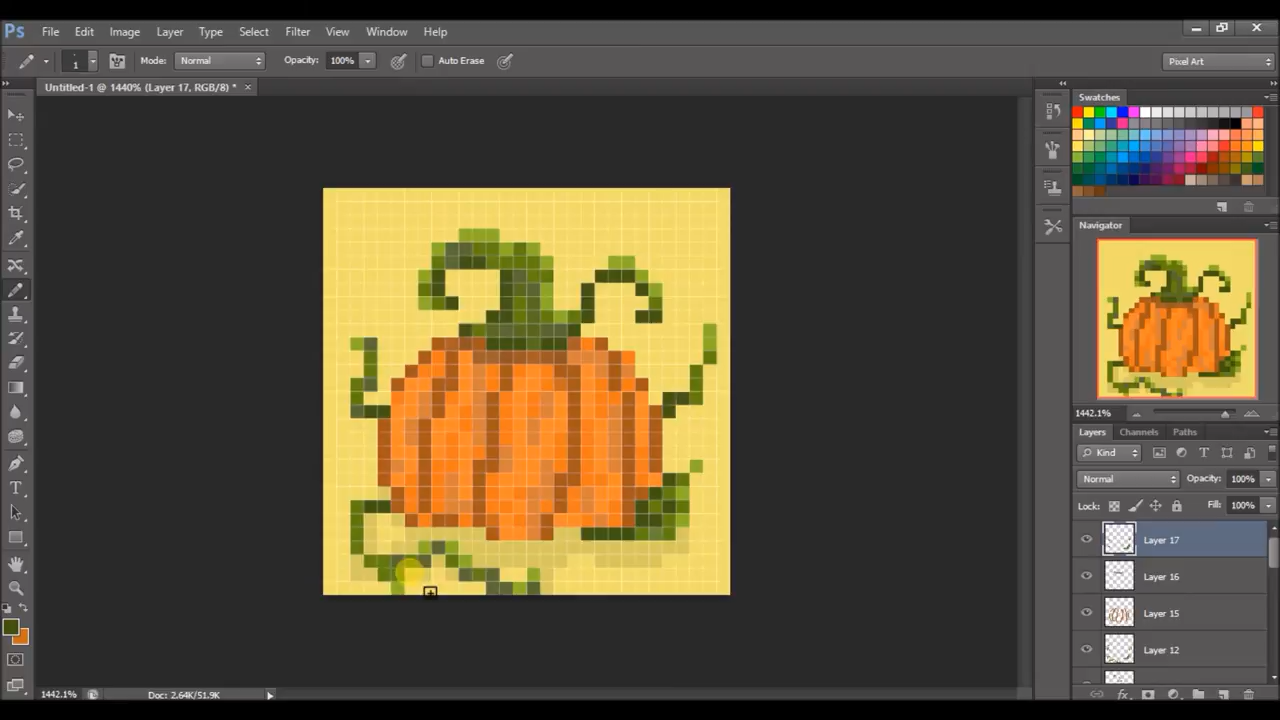 Ps File Edit Image Layer Type Select Filter View Window Help
1 Mode: Normal Opacity: 100% Auto Erase Pixel Art
Untitled-1 @ 1440% (Layer 17, RGB/8) * ×
Swatches
Navigator
1442.1%
Layers Channels Paths
Kind
Normal Opacity: 100%
Lock: Fill: 100%
Layer 17
Layer 16
Layer 15
Layer 12
1442.1% Doc: 2.64K/51.9K